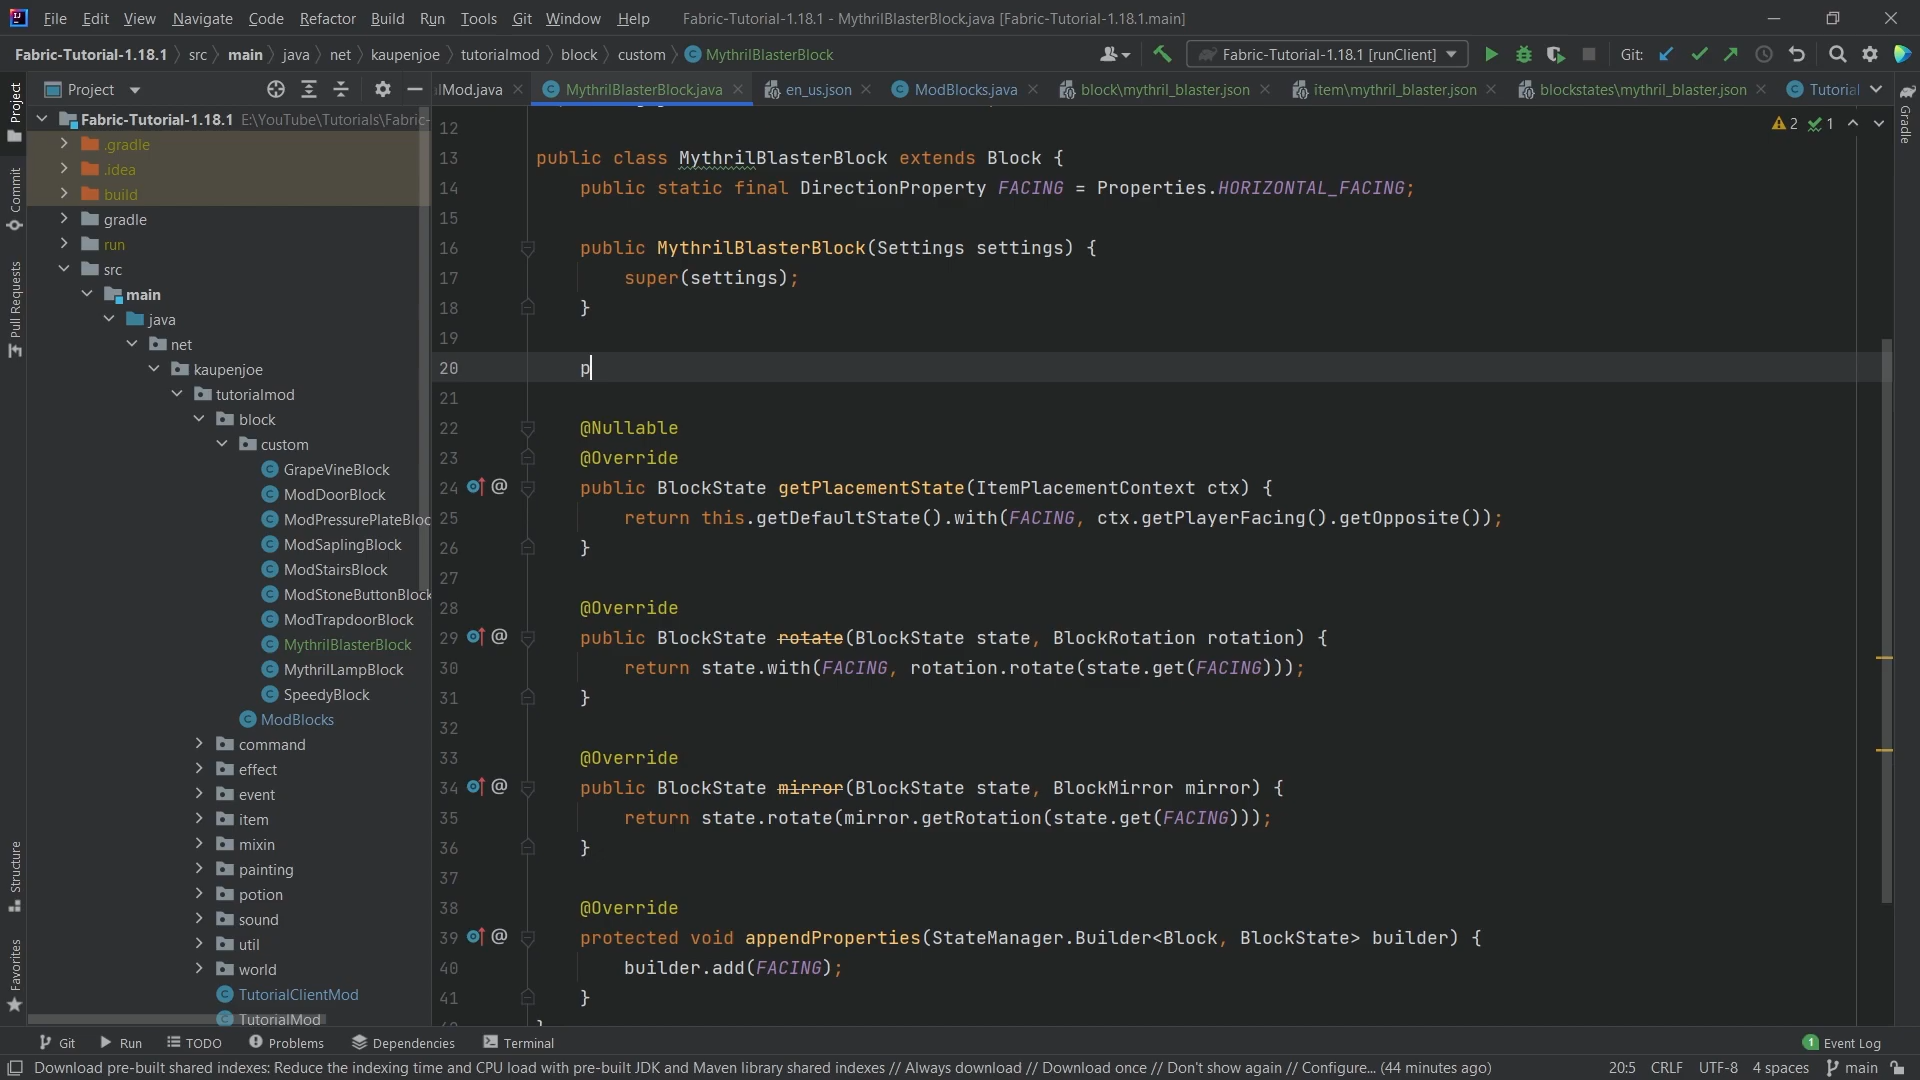 File Edit View Navigate Code Refactor Build Run Tools Git Window Help Fabric-Tutorial-1.18.1 - MythrilBlasterBlock.java [Fabric-Tutorial-1.18.1.main]
Fabric-Tutorial-1.18.1 src main java net kaupenjoe tutorialmod block custom MythrilBlasterBlock Fabric-Tutorial-1.18.1 [runClient] Git:
Project lMod.java MythrilBlasterBlock.java en_us.json ModBlocks.java block\mythril_blaster.json item\mythril_blaster.json blockstates\mythril_blaster.json Tutorial
Project
Commit
Pull Requests
Structure
Favorites
Gradle
Fabric-Tutorial-1.18.1 E:\YouTube\Tutorials\Fabric-
.gradle
.idea
build
gradle
run
src
main
java
net
kaupenjoe
tutorialmod
block
custom
GrapeVineBlock
ModDoorBlock
ModPressurePlateBloc
ModSaplingBlock
ModStairsBlock
ModStoneButtonBlock
ModTrapdoorBlock
MythrilBlasterBlock
MythrilLampBlock
SpeedyBlock
ModBlocks
command
effect
event
item
mixin
painting
potion
sound
util
world
TutorialClientMod
TutorialMod
2 1
12
13 public class MythrilBlasterBlock extends Block {
14 public static final DirectionProperty FACING = Properties.HORIZONTAL_FACING;
15
16 public MythrilBlasterBlock(Settings settings) {
17 super(settings);
18 }
19
20 p
21
22 @Nullable
23 @Override
24 @ public BlockState getPlacementState(ItemPlacementContext ctx) {
25 return this.getDefaultState().with(FACING, ctx.getPlayerFacing().getOpposite());
26 }
27
28 @Override
29 @ public BlockState rotate(BlockState state, BlockRotation rotation) {
30 return state.with(FACING, rotation.rotate(state.get(FACING)));
31 }
32
33 @Override
34 @ public BlockState mirror(BlockState state, BlockMirror mirror) {
35 return state.rotate(mirror.getRotation(state.get(FACING)));
36 }
37
38 @Override
39 @ protected void appendProperties(StateManager.Builder<Block, BlockState> builder) {
40 builder.add(FACING);
41 }
Git Run TODO Problems Dependencies Terminal 1 Event Log
Download pre-built shared indexes: Reduce the indexing time and CPU load with pre-built JDK and Maven library shared indexes // Always download // Download once // Don't show again // Configure... (44 minutes ago) 20:5 CRLF UTF-8 4 spaces main